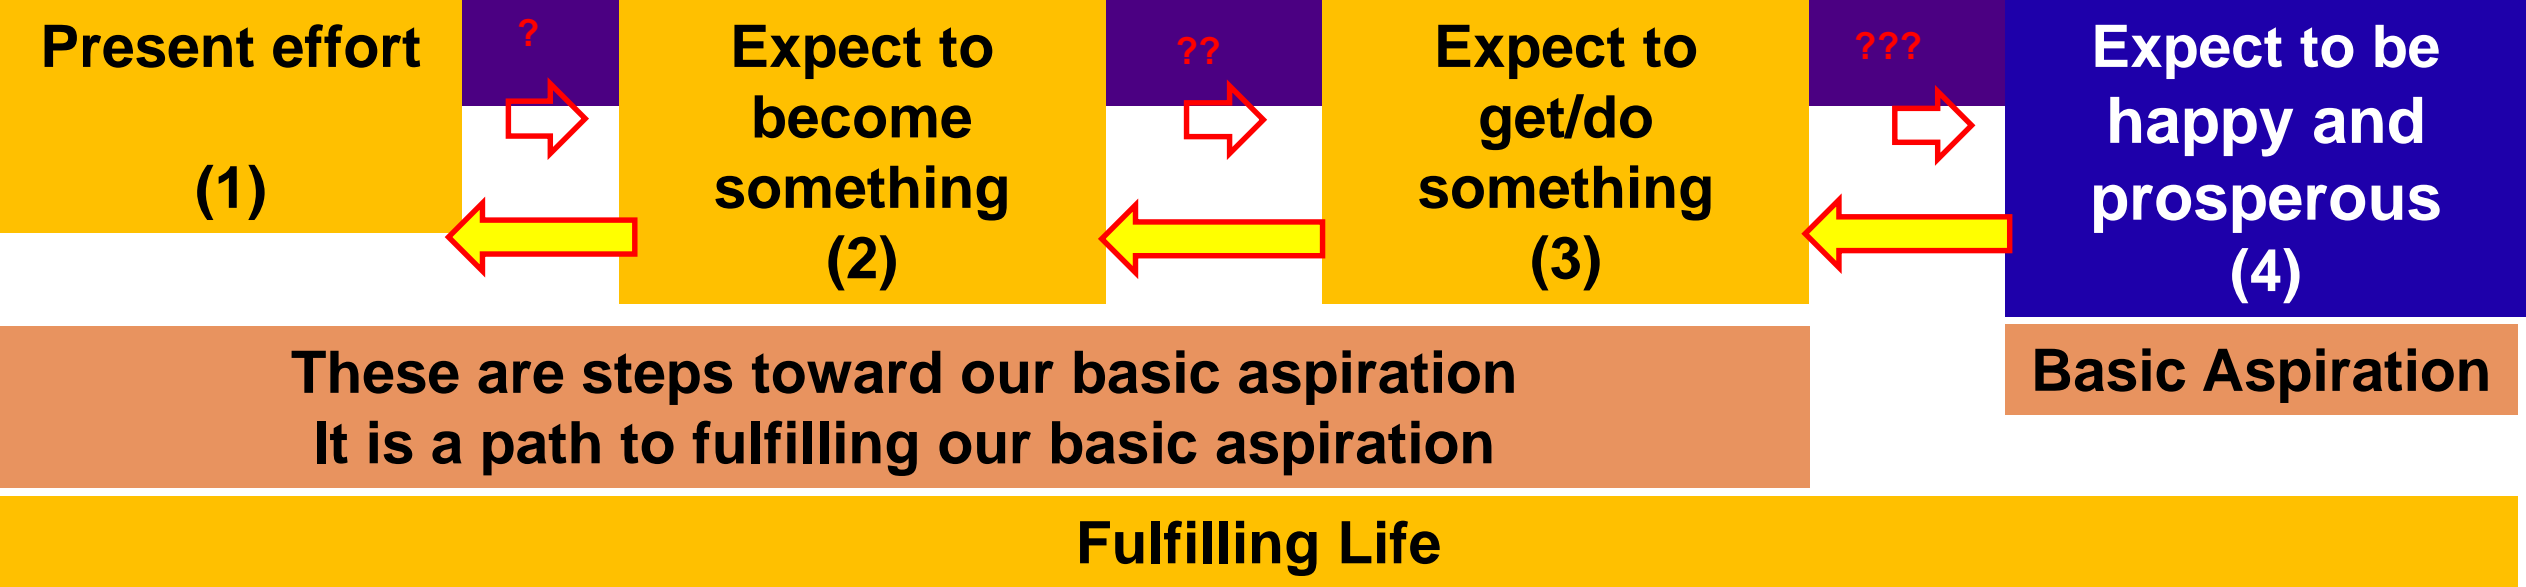 Present effort
(1)
?
Expect to
become
something
(2)
??
Expect to
get/do
something
(3)
???
Expect to be
happy and
prosperous
(4)
These are steps toward our basic aspiration
It is a path to fulfilling our basic aspiration
Basic Aspiration
Fulfilling Life